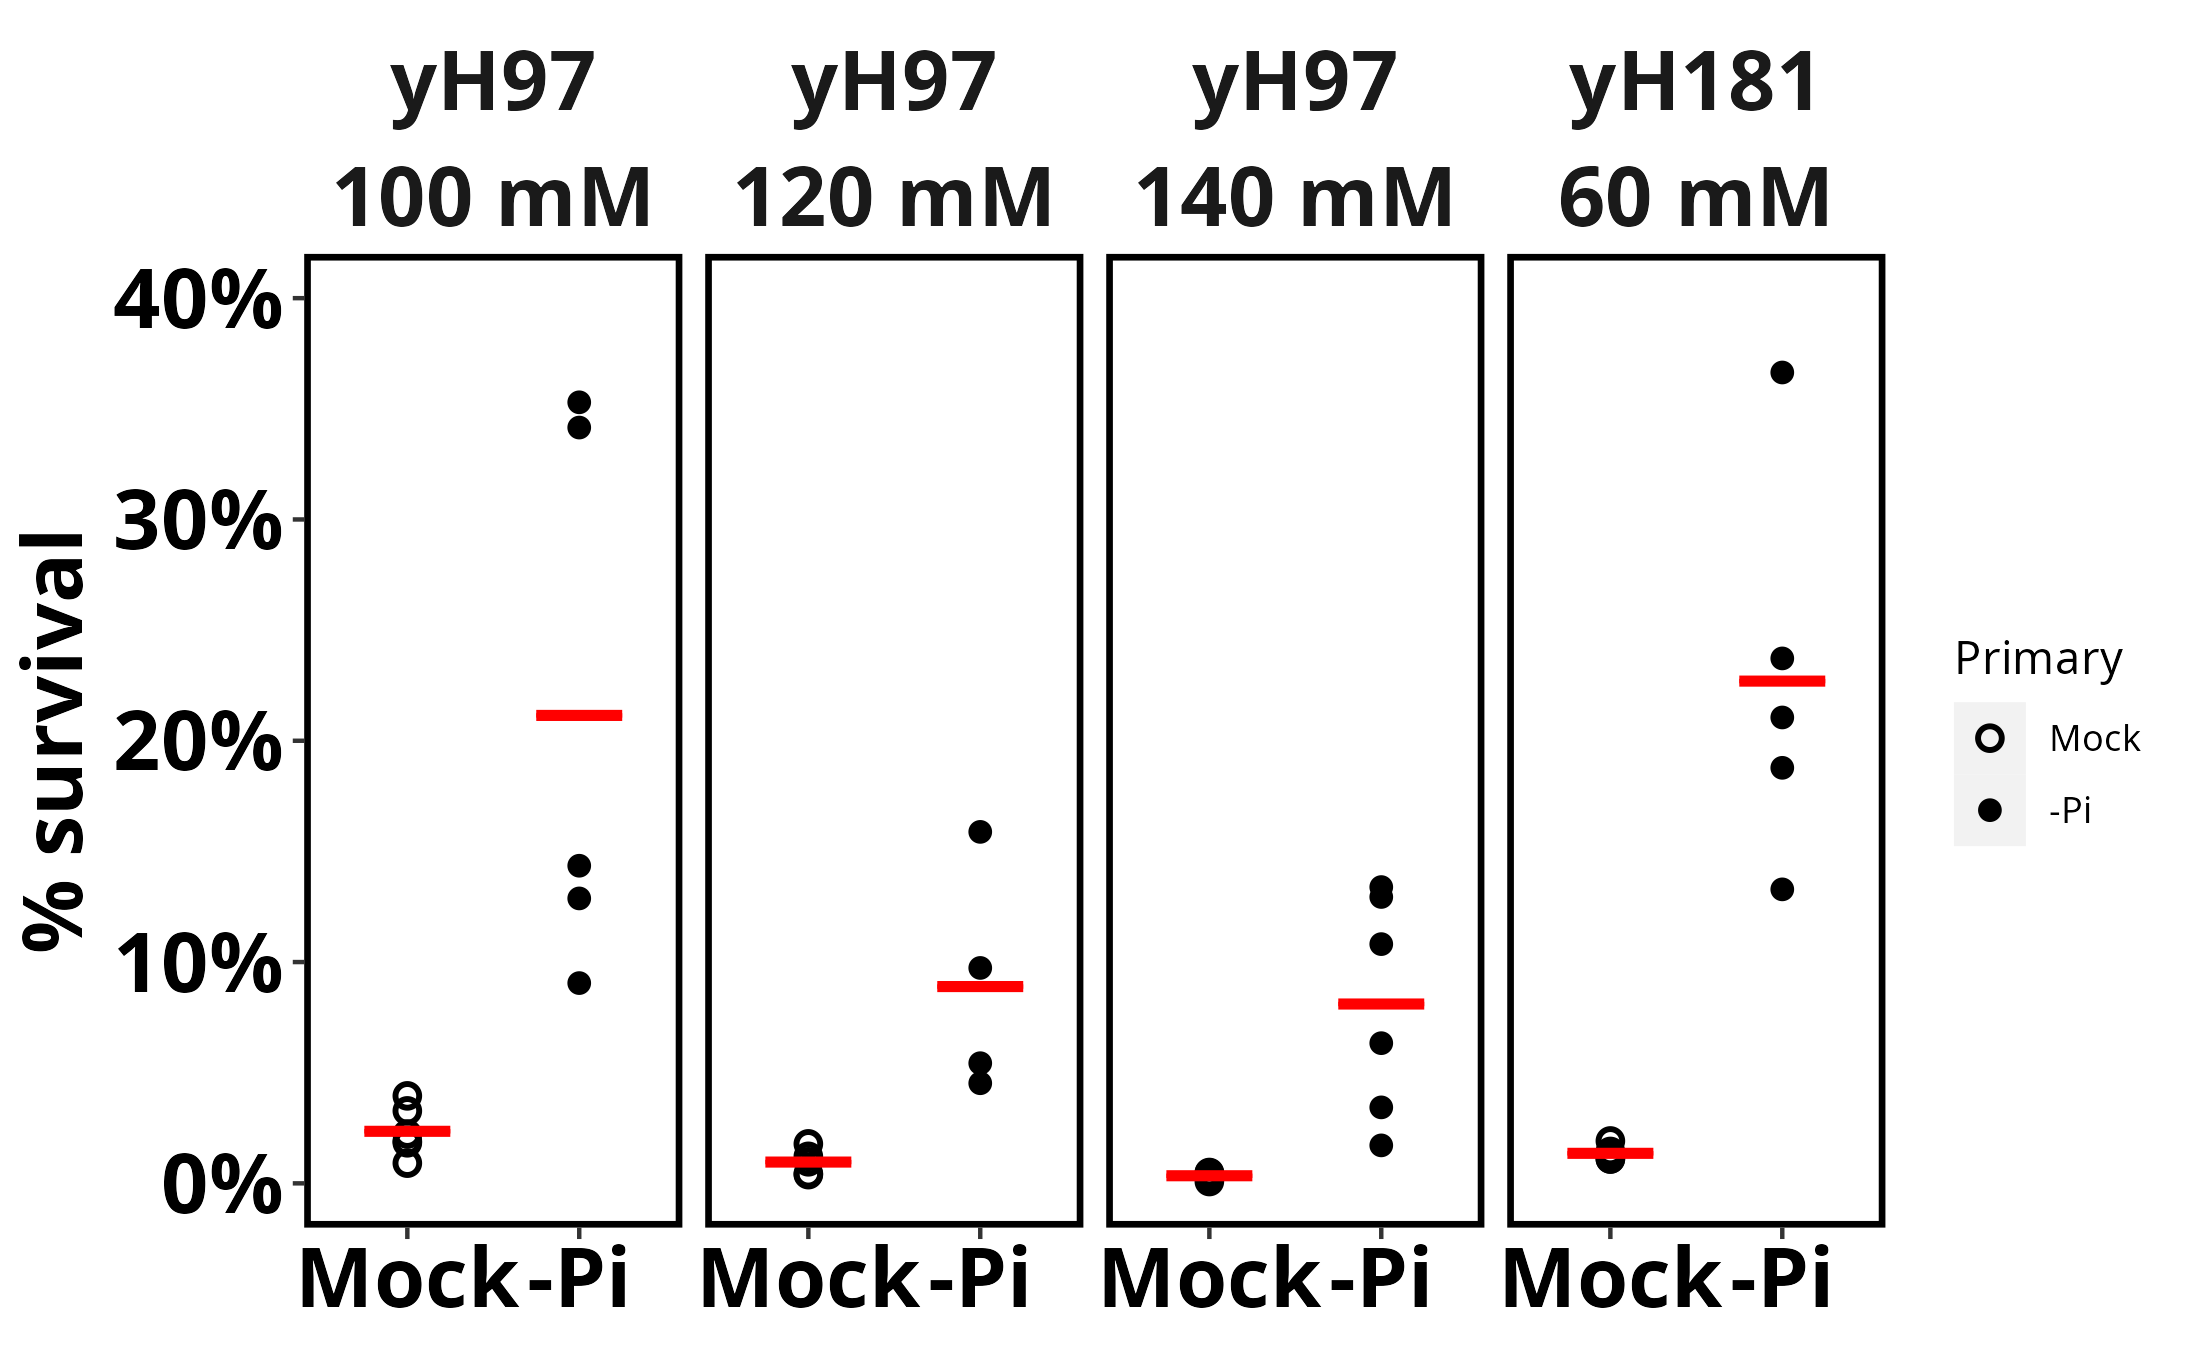 yH97 yH97 yH97 yH181
100 mM 120 mM 140 mM 60 mM
40%
30%
20%
10%
0%
% survival
Mock -Pi Mock -Pi Mock -Pi Mock -Pi
Primary
Mock
-Pi